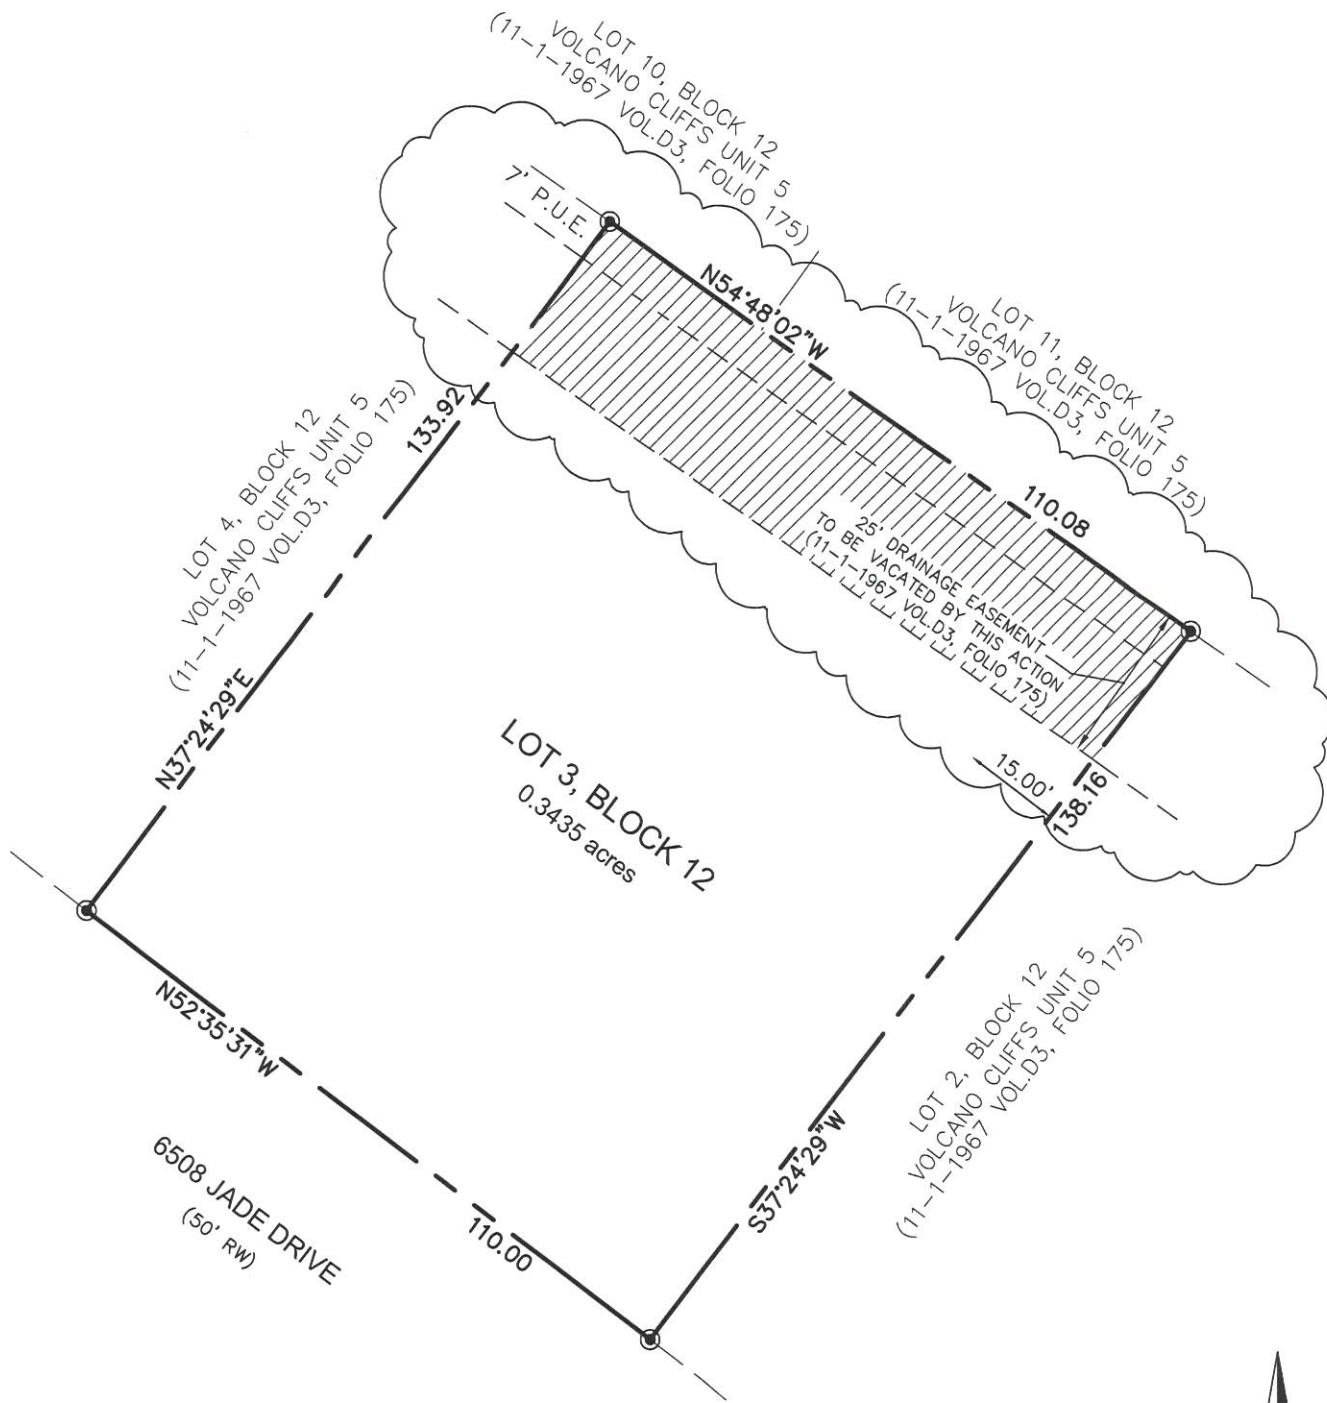 LOT 10, BLOCK 12
VOLCANO CLIFFS UNIT 5
(11-1-1967 VOL.D3, FOLIO 175)
7' P.U.E.
N54°48'02"W
LOT 11, BLOCK 12
VOLCANO CLIFFS UNIT 5
(11-1-1967 VOL.D3, FOLIO 175)
110.08
133.92
LOT 4, BLOCK 12
VOLCANO CLIFFS UNIT 5
(11-1-1967 VOL.D3, FOLIO 175)
25' DRAINAGE EASEMENT
TO BE VACATED BY THIS ACTION
(11-1-1967 VOL.D3, FOLIO 175)
N37°24'29"E
LOT 3, BLOCK 12
0.3435 acres
15.00'
138.16
N52°35'31"W
LOT 2, BLOCK 12
VOLCANO CLIFFS UNIT 5
(11-1-1967 VOL.D3, FOLIO 175)
S37°24'29"W
6508 JADE DRIVE
(50' RW)
110.00